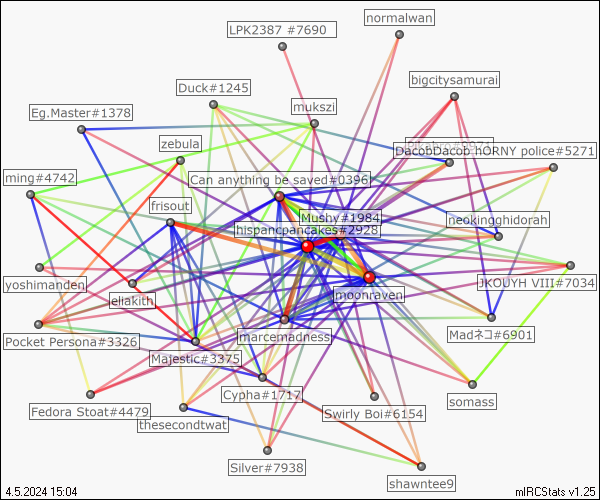 LPK2387 #7690
normalwan
bigcitysamurai
Duck#1245
mukszi
Eg.Master#1378
zebula
DacobDacob
HORNY police#5271
ming#4742
Can anything be saved#0396
frisout
Mushy#1984
neokingghidorah
hispancpancakes#2928
yoshimanden
eliakith
moonraven
JKOUYH VIII#7034
Pocket Persona#3326
marcemadness
Madネコ#6901
Majestic#3375
Cypha#1717
somass
Fedora Stoat#4479
thesecondtwat
Swirly Boi#6154
Silver#7938
shawntee9
4.5.2024 15:04
mIRCStats v1.25